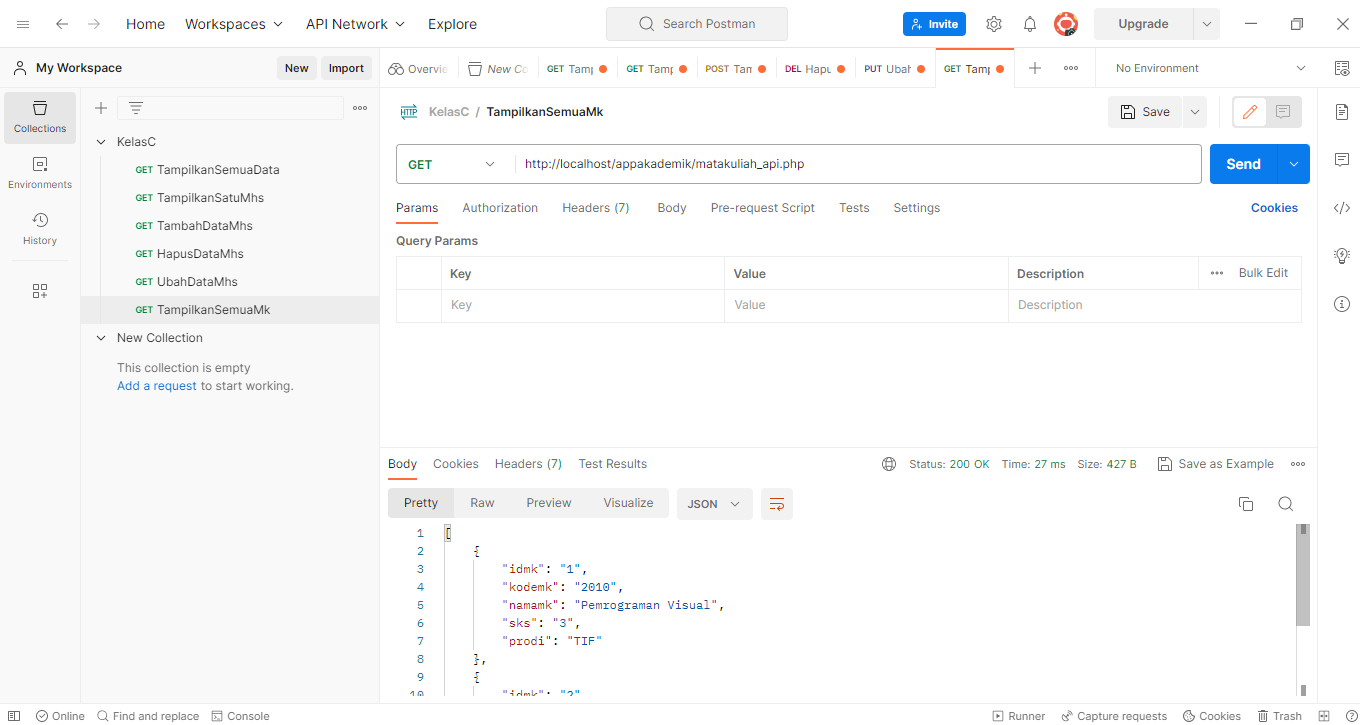 Home Workspaces API Network Explore Search Postman Invite Upgrade
My Workspace New Import Overvie New Co GET Tamp GET Tamp POST Tam DEL Hapu PUT Ubah GET Tamp No Environment
Collections
Environments
History
KelasC
GET TampilkanSemuaData
GET TampilkanSatuMhs
GET TambahDataMhs
GET HapusDataMhs
GET UbahDataMhs
GET TampilkanSemuaMk
New Collection
This collection is empty
Add a request to start working.
HTTP KelasC / TampilkanSemuaMk Save
GET http://localhost/appakademik/matakuliah_api.php Send
Params Authorization Headers (7) Body Pre-request Script Tests Settings Cookies
Query Params
Key Value Description Bulk Edit
Key Value Description
Body Cookies Headers (7) Test Results Status: 200 OK Time: 27 ms Size: 427 B Save as Example
Pretty Raw Preview Visualize JSON
1 [
2 {
3 "idmk": "1",
4 "kodemk": "2010",
5 "namamk": "Pemrograman Visual",
6 "sks": "3",
7 "prodi": "TIF"
8 },
9 {
10 "idmk": "2"
Online Find and replace Console Runner Capture requests Cookies Trash